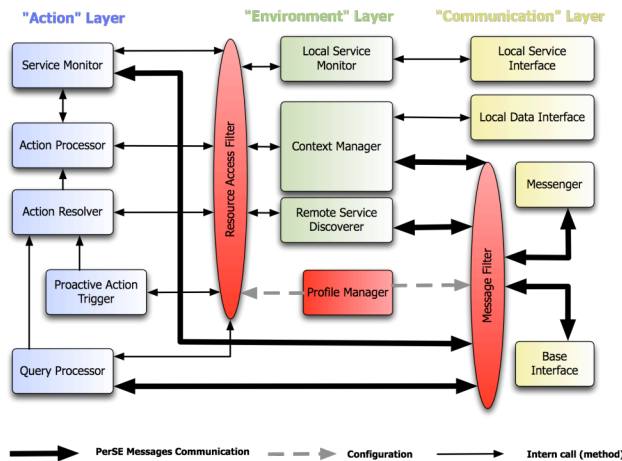 "Action" Layer
"Environment" Layer
"Communication" Layer
Service Monitor
Local Service
Monitor
Local Service
Interface
Action Processor
Context Manager
Local Data Interface
Resource Access Filter
Action Resolver
Remote Service
Discoverer
Messenger
Proactive Action
Trigger
Profile Manager
Message Filter
Query Processor
Base
Interface
PerSE Messages Communication
Configuration
Intern call (method)